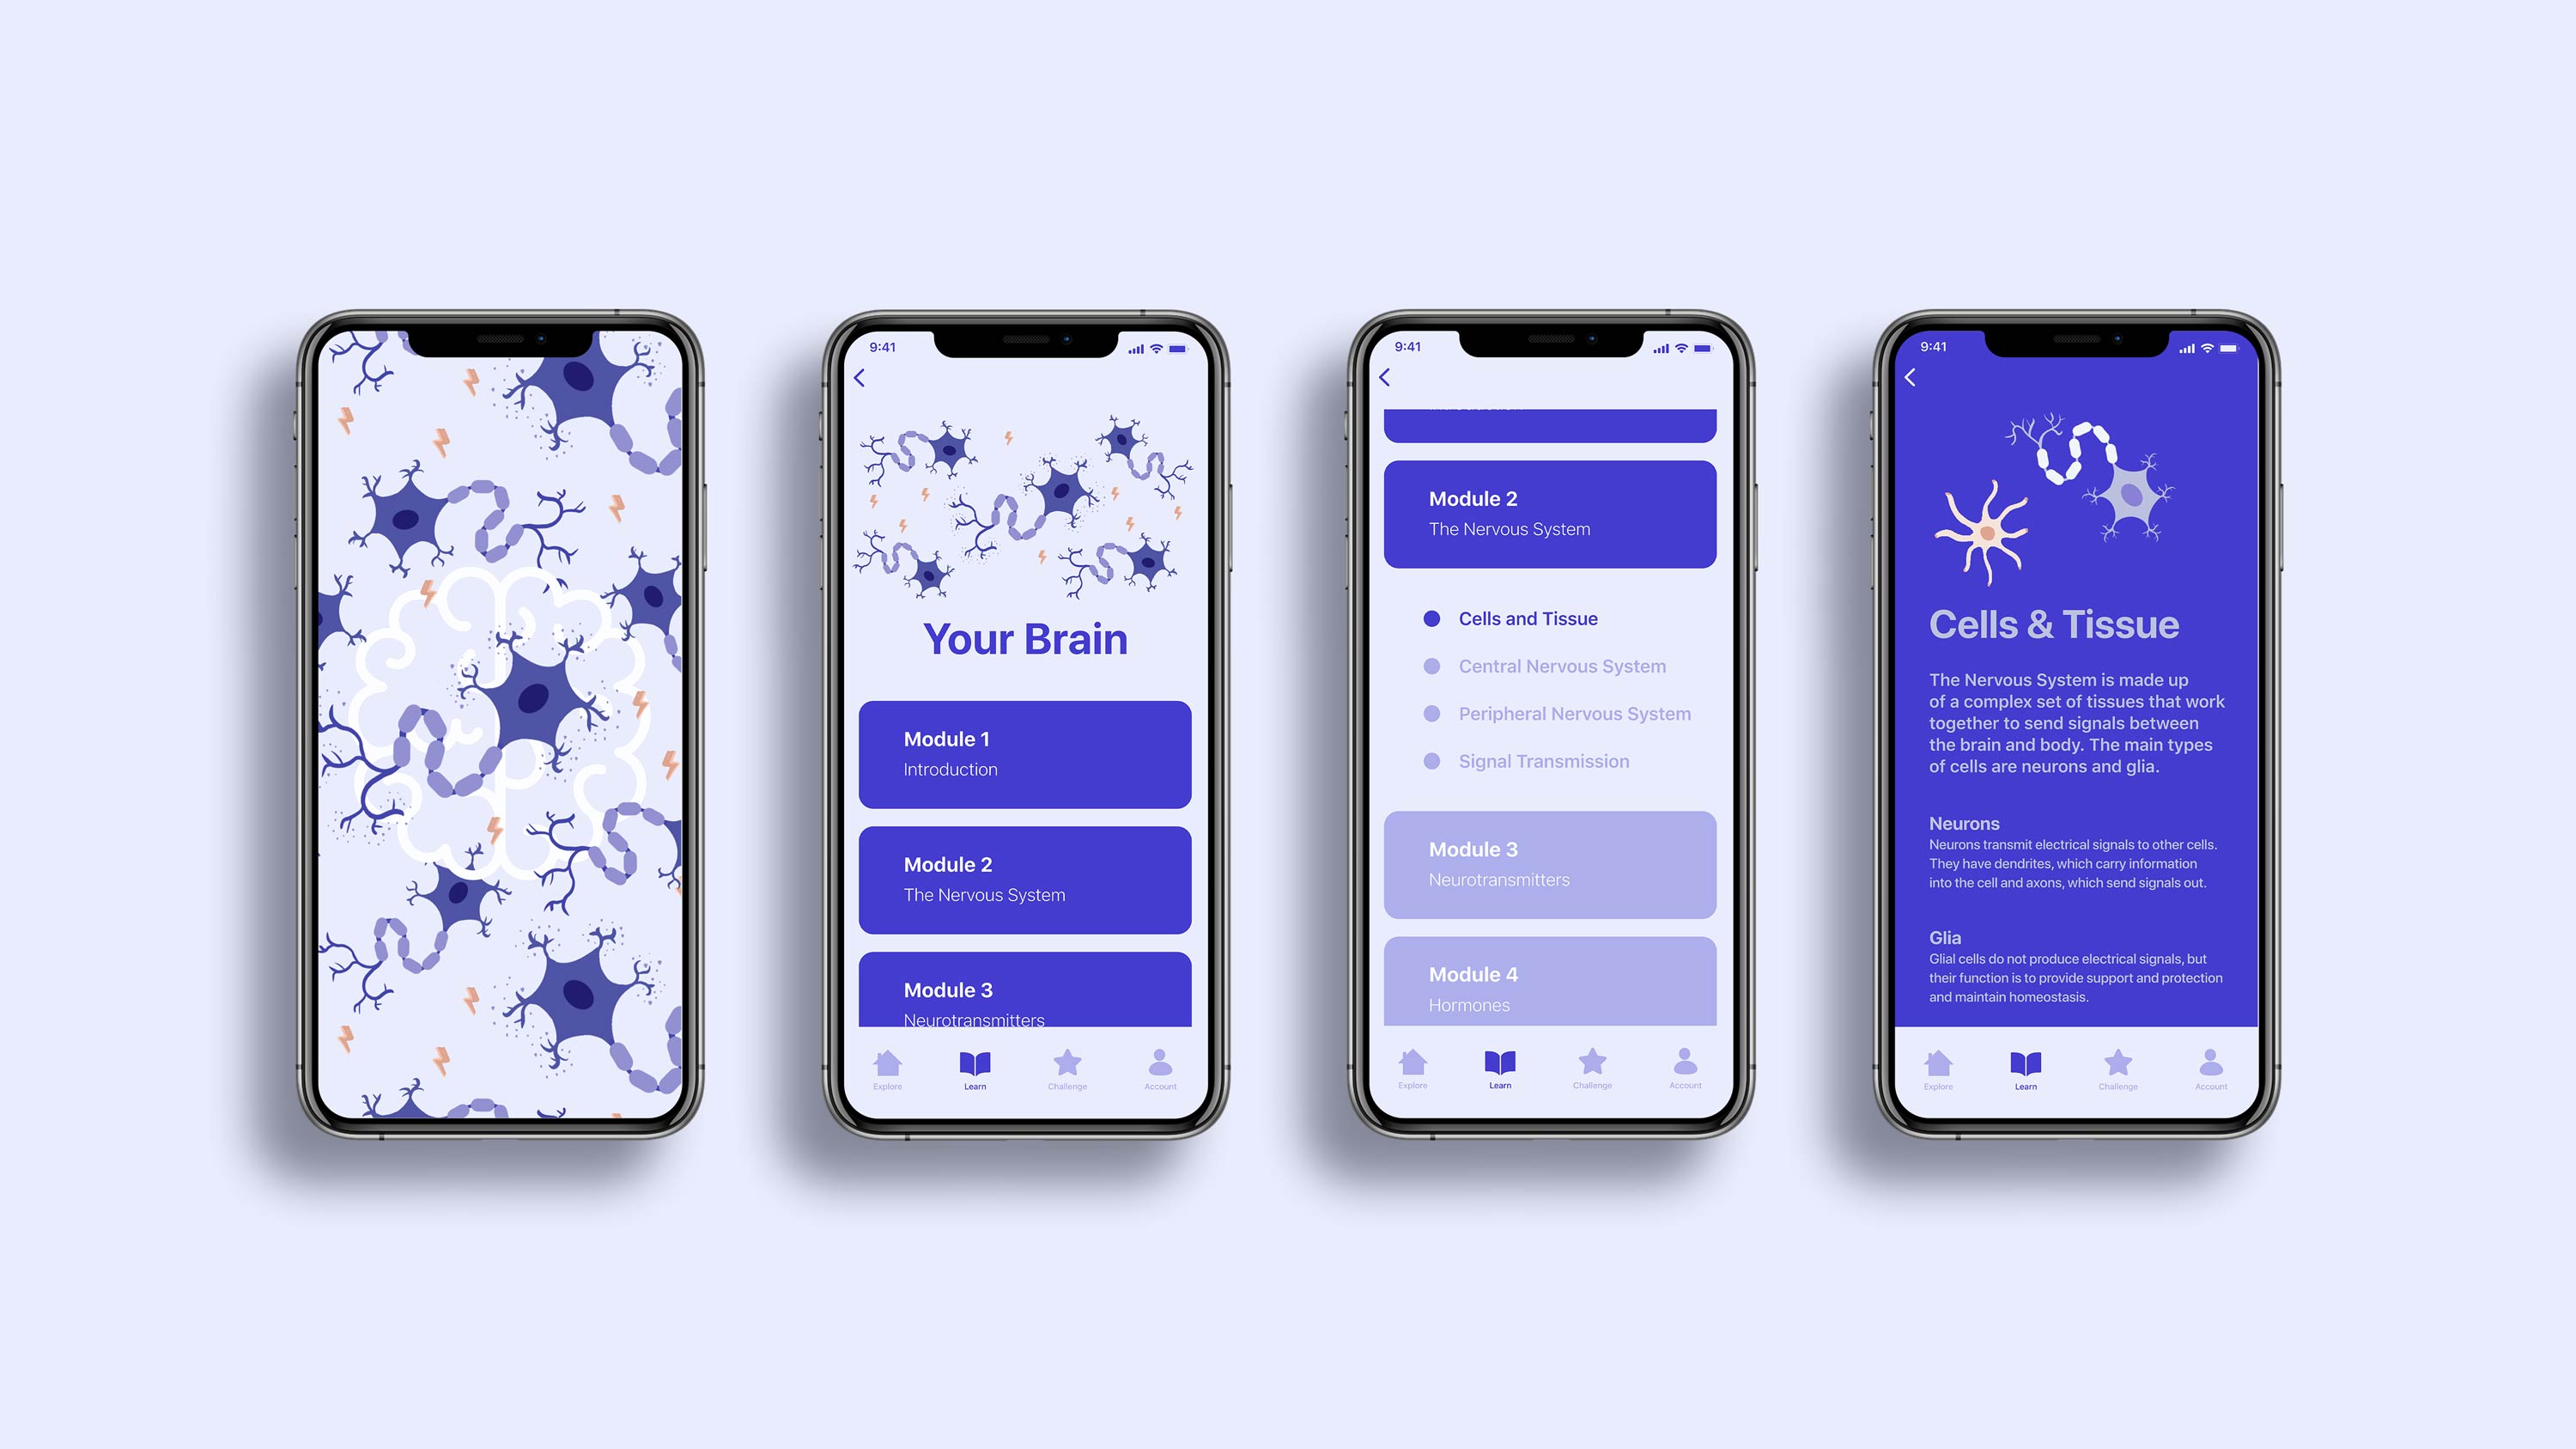 9:41
Your Brain
Module 1
Introduction
Module 2
The Nervous System
Module 3
Neurotransmitters
Explore
Learn
Challenge
Account
9:41
Module 2
The Nervous System
Cells and Tissue
Central Nervous System
Peripheral Nervous System
Signal Transmission
Module 3
Neurotransmitters
Module 4
Hormones
Explore
Learn
Challenge
Account
9:41
Cells & Tissue
The Nervous System is made up
of a complex set of tissues that work
together to send signals between
the brain and body. The main types
of cells are neurons and glia.
Neurons
Neurons transmit electrical signals to other cells.
They have dendrites, which carry information
into the cell and axons, which send signals out.
Glia
Glial cells do not produce electrical signals, but
their function is to provide support and protection
and maintain homeostasis.
Explore
Learn
Challenge
Account